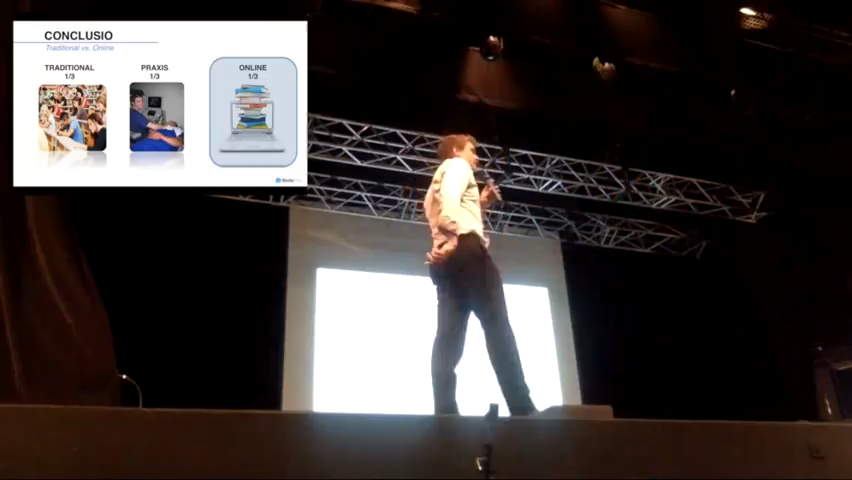 CONCLUSIO
Traditional vs. Online
TRADITIONAL
1/3
PRAXIS
1/3
ONLINE
1/3